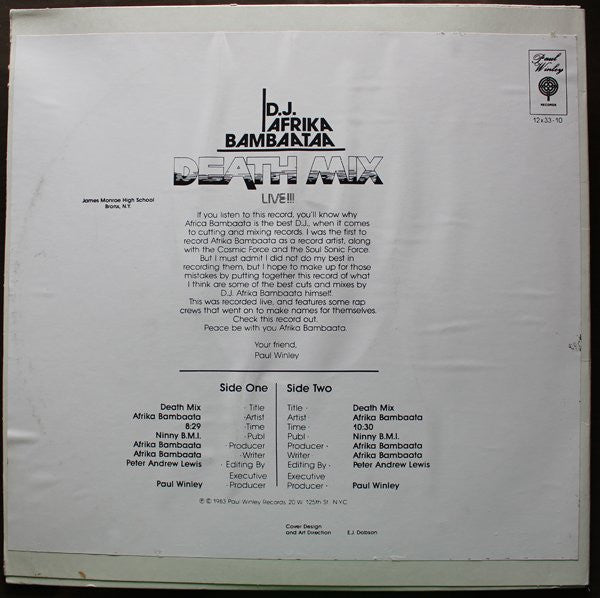 Paul
Winley
RECORDS
12x33-10
D.J.
AFRIKA
BAMBAATAA
DEATH MIX
LIVE!!!
James Monroe High School
Bronx, N.Y.
If you listen to this record, you'll know why
Africa Bambaata is the best D.J., when it comes
to cutting and mixing records. I was the first to
record Afrika Bambaata as a record artist, along
with the Cosmic Force and the Soul Sonic Force.
But I must admit I did not do my best in
recording them, but I hope to make up for those
mistakes by putting together this record of what
I think are some of the best cuts and mixes by
D.J. Afrika Bambaata himself.
This was recorded live, and features some rap
crews that went on to make names for themselves.
Check this record out.
Peace be with you Afrika Bambaata.
Your friend,
Paul Winley
Side One Side Two
Death Mix · Title Title · Death Mix
Afrika Bambaata ·Artist Artist · Afrika Bambaata
8:29 ·Time Time · 10:30
Ninny B.M.I. ·Publ Publ · Ninny B.M.I.
Afrika Bambaata · Producer Producer · Afrika Bambaata
Afrika Bambaata ·Writer Writer · Afrika Bambaata
Peter Andrew Lewis · Editing By Editing By · Peter Andrew Lewis
Executive Executive
Paul Winley · Producer Producer · Paul Winley
℗ © 1983 Paul Winley Records 20 W. 125th St. N.Y.C
Cover Design
and Art Direction E.J. Dobson